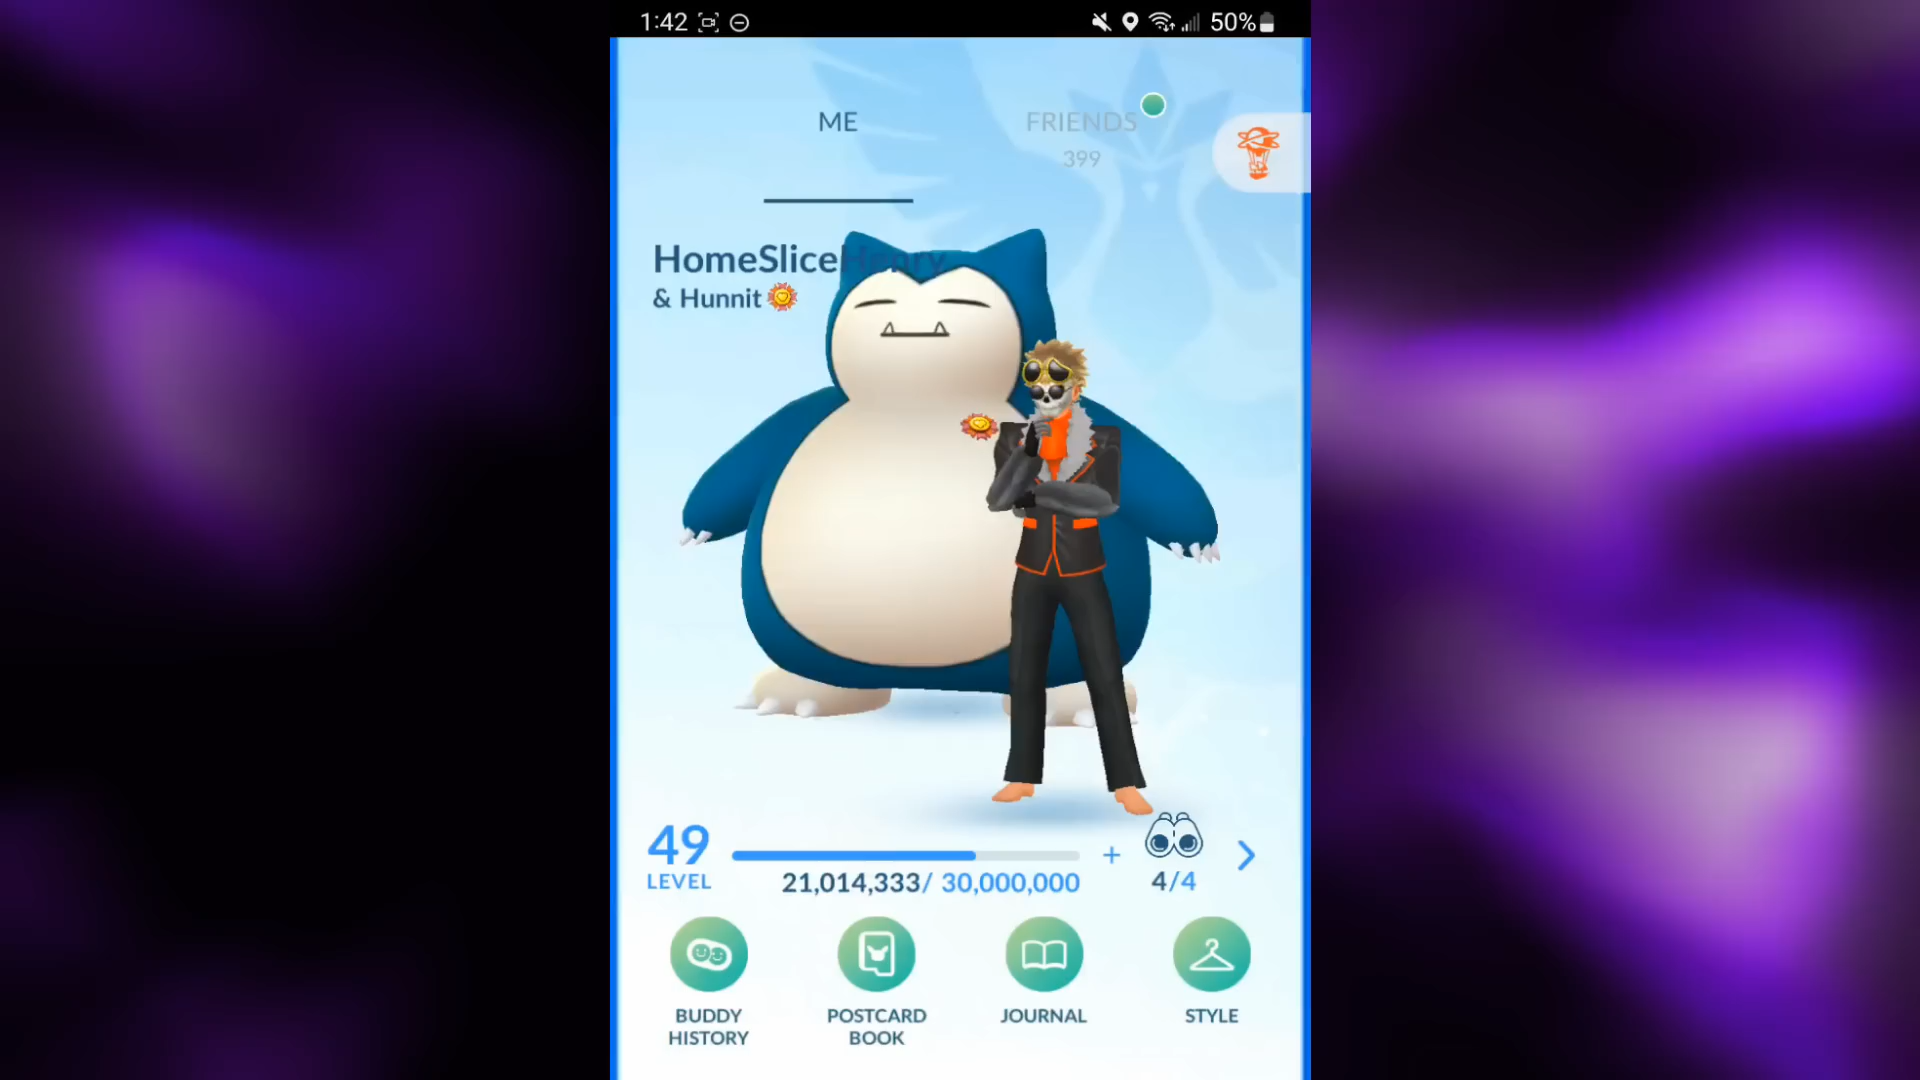 1:42 50%
ME FRIENDS
399
HomeSliceHenry
& Hunnit
49
LEVEL
21,014,333/ 30,000,000 + 4/4
BUDDY HISTORY
POSTCARD BOOK
JOURNAL
STYLE